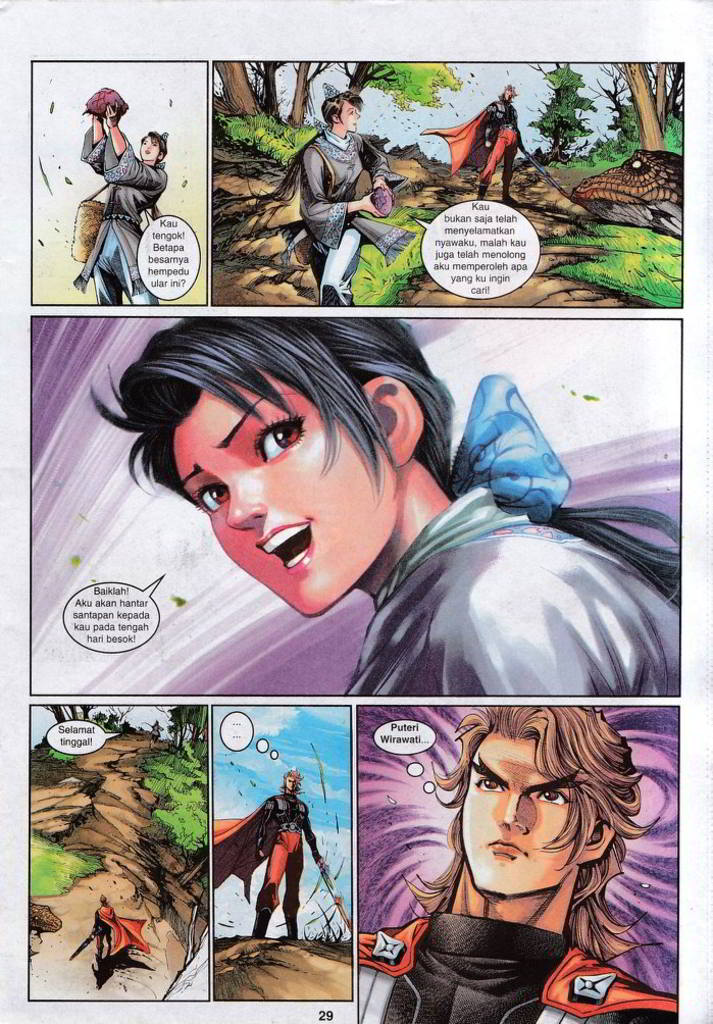 Kau
tengok!
Betapa
besarnya
hempedu
ular ini?
Kau
bukan saja telah
menyelamatkan
nyawaku, malah kau
juga telah menolong
aku memperoleh apa
yang ku ingin
cari!
Baiklah!
Aku akan hantar
santapan kepada
kau pada tengah
hari besok!
Selamat
tinggal!
...
...
Puteri
Wirawati...
29